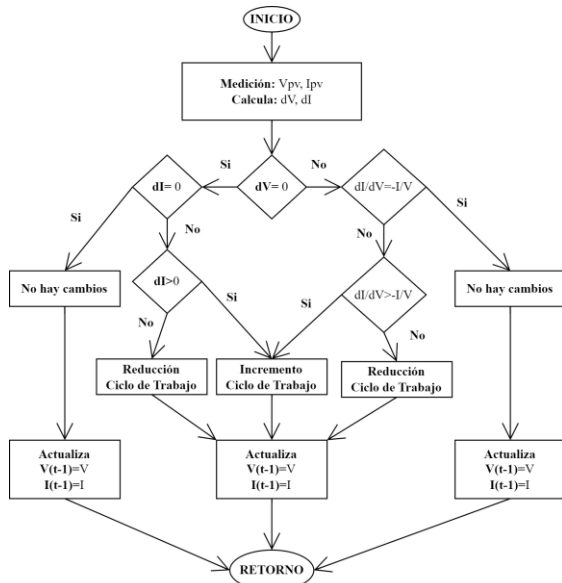 INICIO
Medición: Vpv, Ipv
Calcula: dV, dI
Si
No
dI= 0
dV= 0
dI/dV=-I/V
Si
No
No
Si
No hay cambios
dI>0
Si
Si
dI/dV>-I/V
No hay cambios
No
No
Reducción
Ciclo de Trabajo
Incremento
Ciclo de Trabajo
Reducción
Ciclo de Trabajo
Actualiza
V(t-1)=V
I(t-1)=I
Actualiza
V(t-1)=V
I(t-1)=I
Actualiza
V(t-1)=V
I(t-1)=I
RETORNO